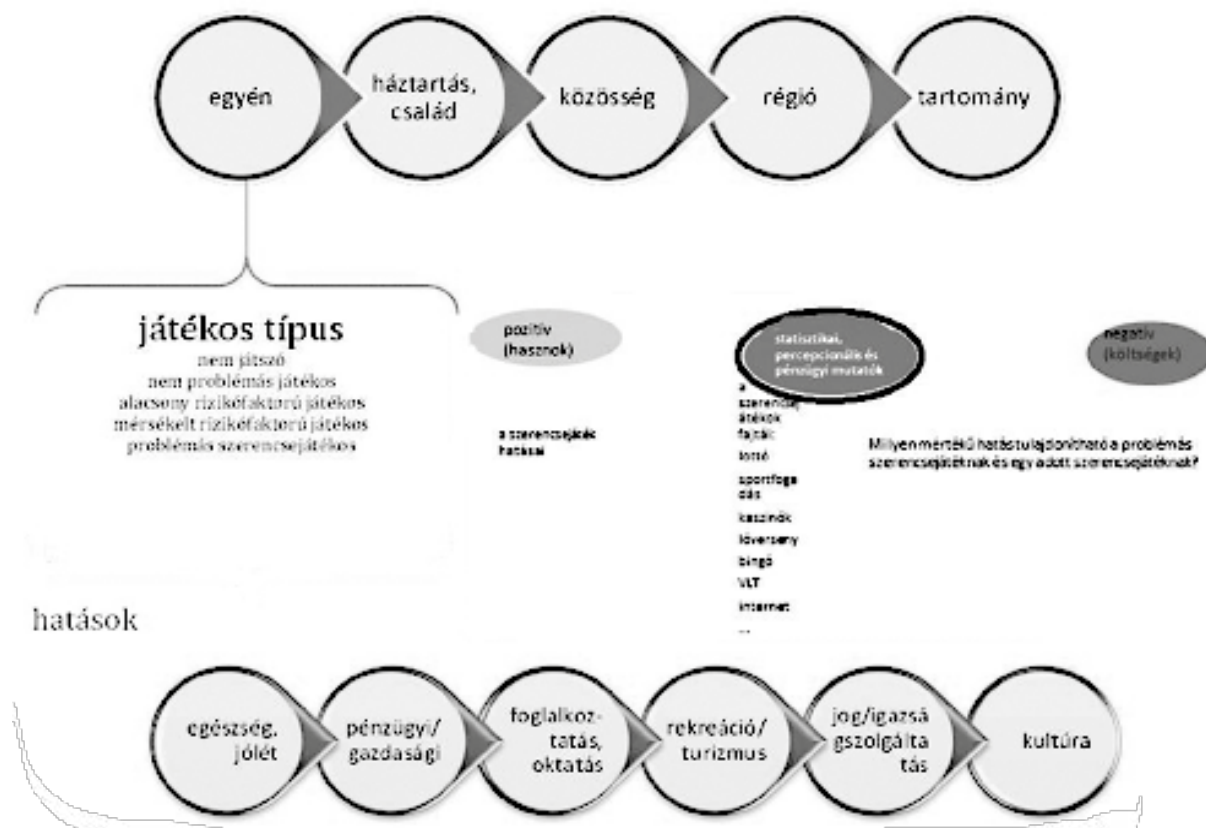 egyén
háztartás,
család
közösség
régió
tartomány
játékos típus
nem játszó
nem problémás játékos
alacsony rizikófaktorú játékos
mérsékelt rizikófaktorú játékos
problémás szerencsejátékos
pozitív
(hasznok)
a szerencsejáték
hatásai
statisztikai,
percepcionális és
pénzügyi mutatók
a
szerencsej
átékok
fajtái:
lottó
sportfoga
dás
kaszinók
lóverseny
bingó
VLT
internet
...
negatív
(költségek)
Milyen mértékű hatás tulajdonítható a problémás
szerencsejátéknak és egy adott szerencsejátéknak?
hatások
egészség,
jólét
pénzügyi/
gazdasági
foglalkoz-
tatás,
oktatás
rekreáció/
turizmus
jog/igazsá
gszolgálta
tás
kultúra